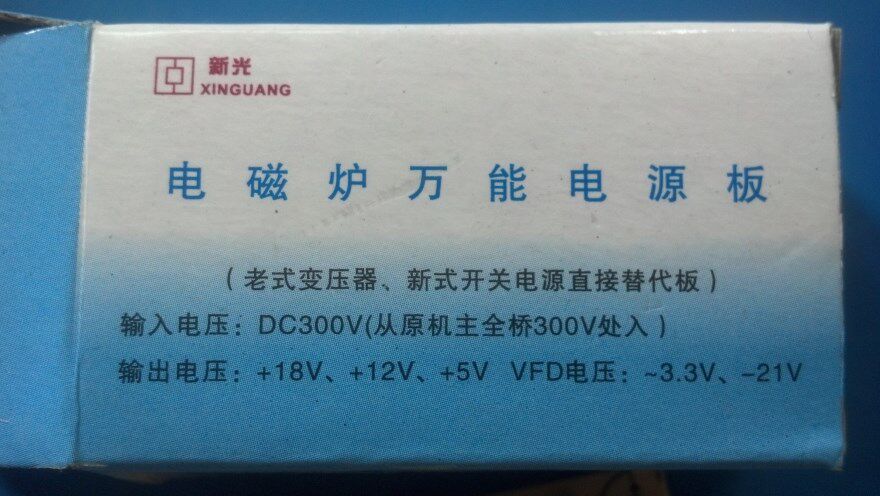 新光
XINGUANG
电磁炉万能电源板
（老式变压器、新式开关电源直接替代板）
输入电压：DC300V(从原机主全桥300V处入）
输出电压：+18V、+12V、+5V VFD电压：~3.3V、-21V